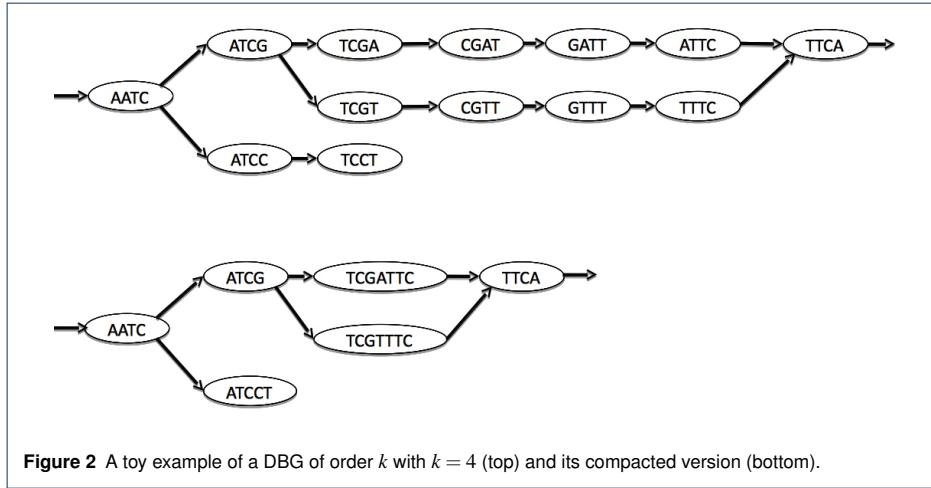 ATCG TCGA CGAT GATT ATTC TTCA
AATC
TCGT CGTT GTTT TTTC
ATCC TCCT
ATCG TCGATTC TTCA
AATC
TCGTTTC
ATCCT
Figure 2 A toy example of a DBG of order k with k = 4 (top) and its compacted version (bottom).